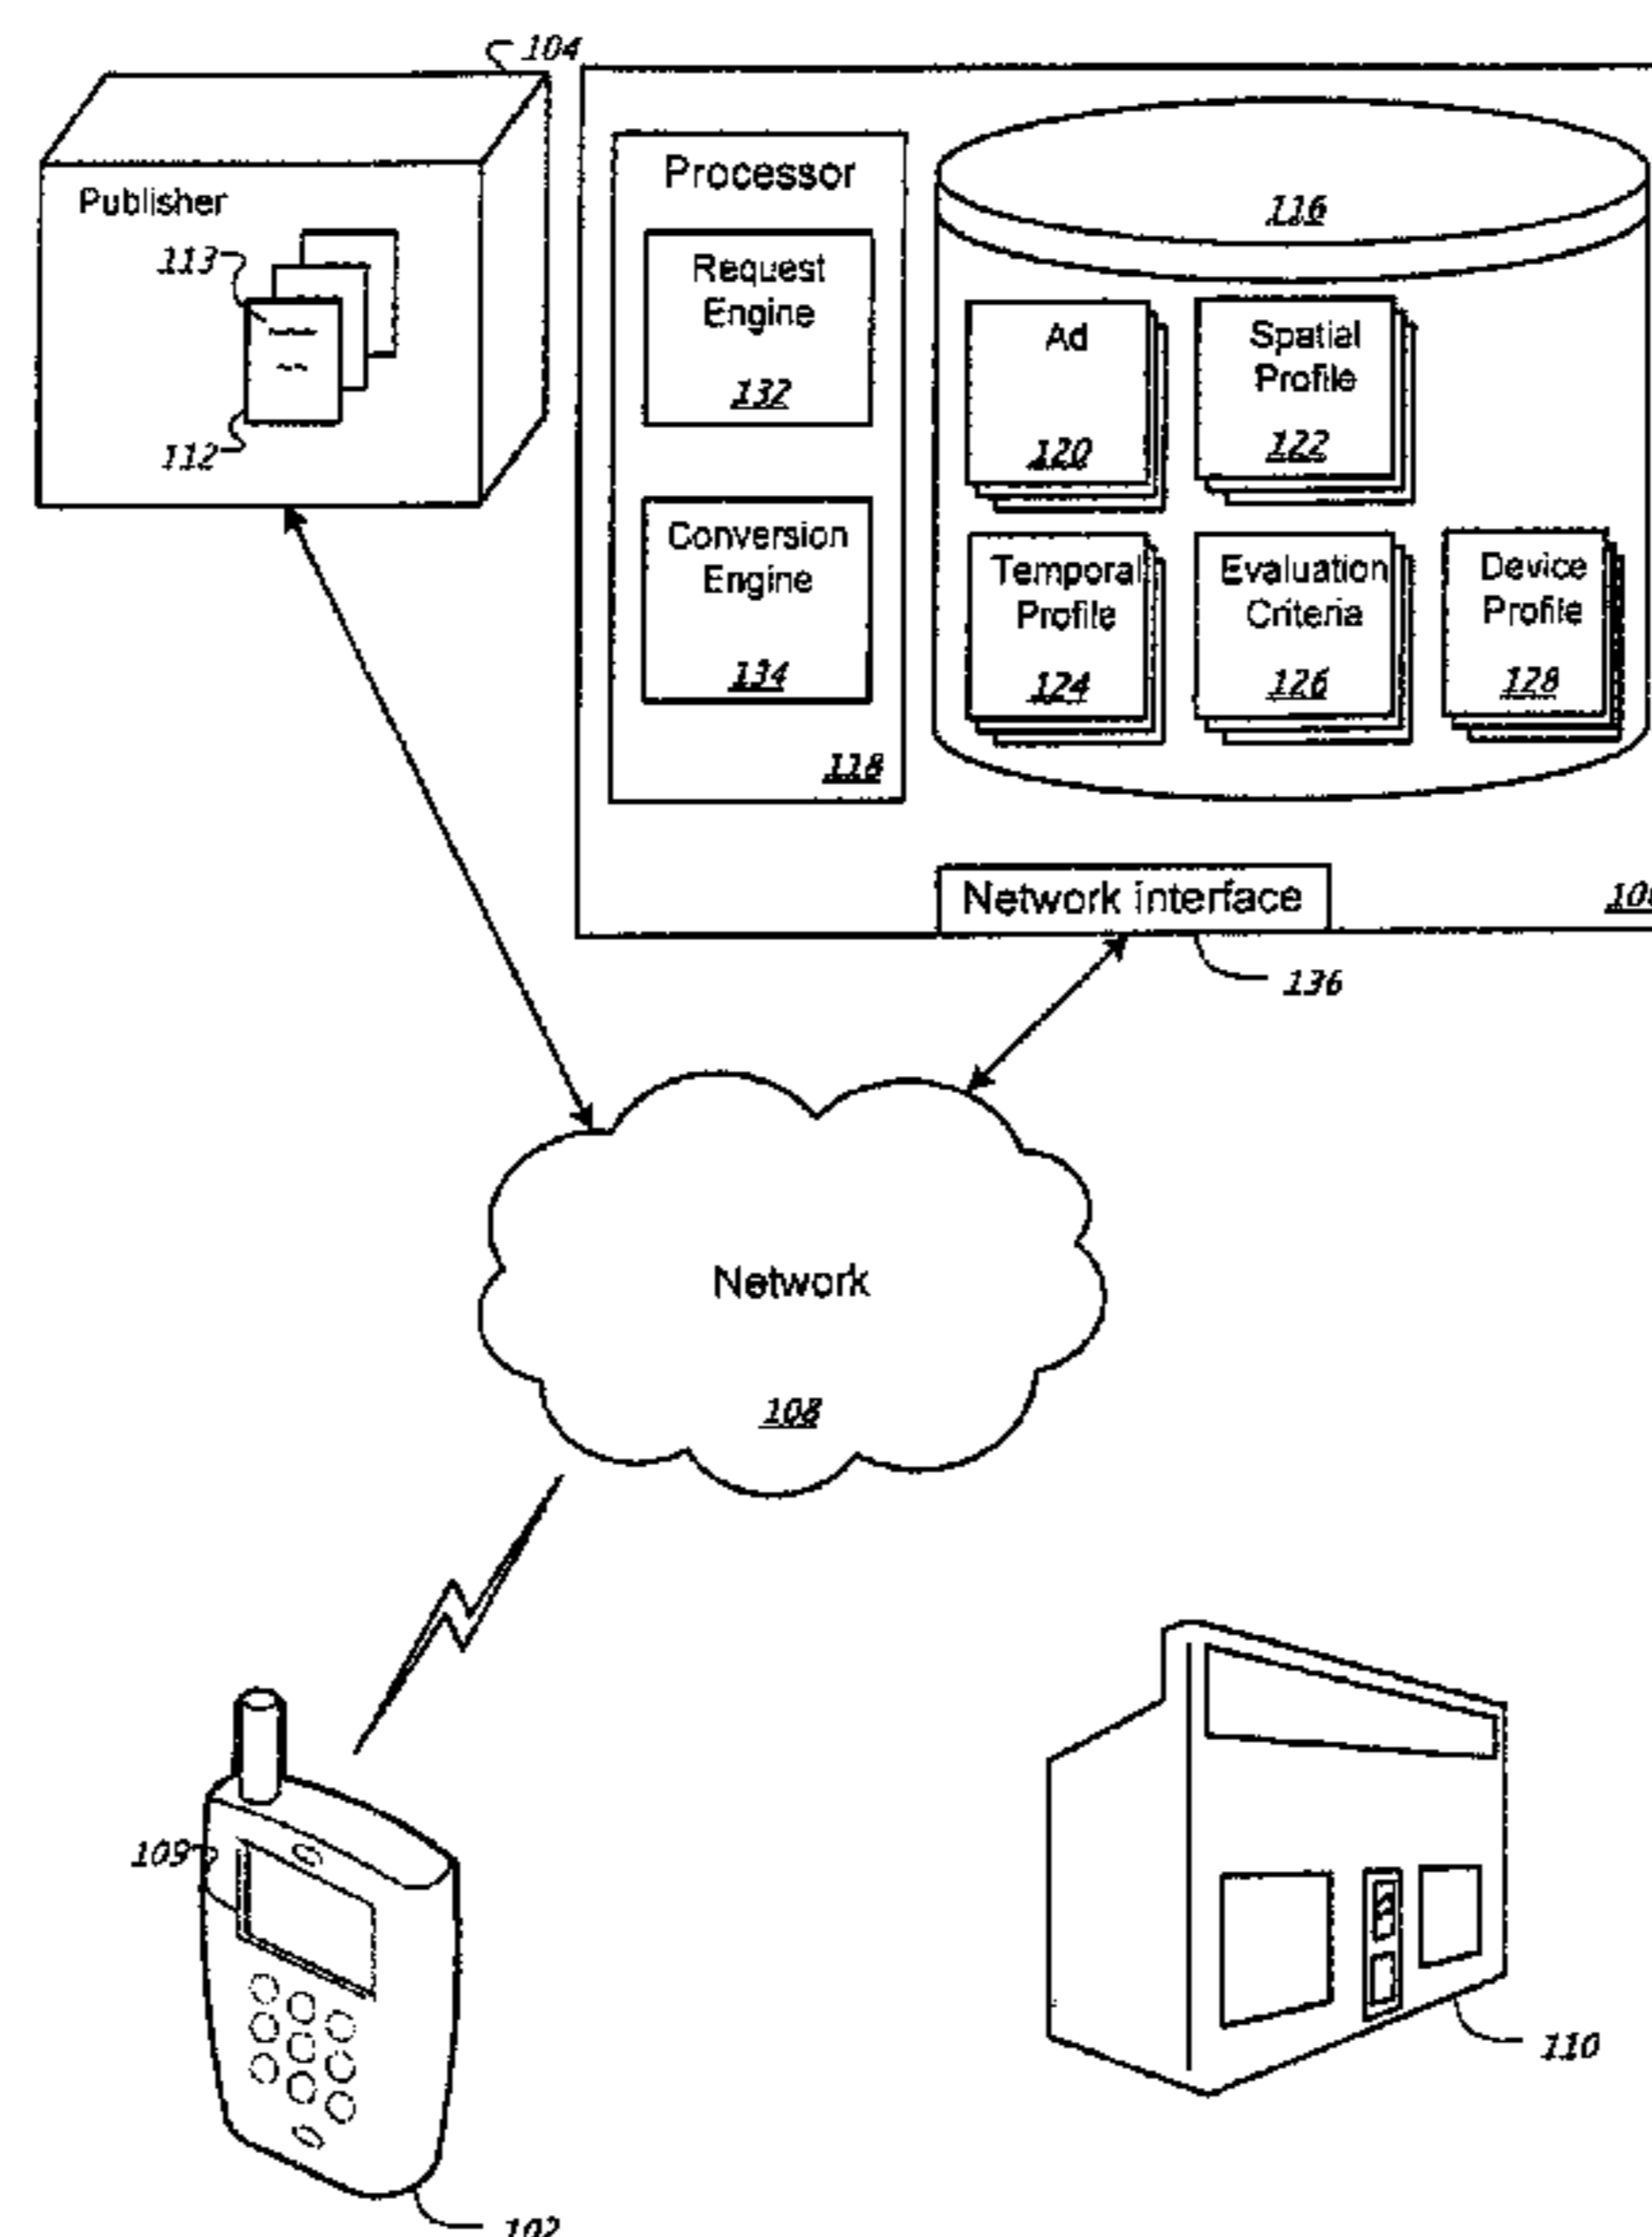 104
Publisher
113
112
Processor
Request
Engine
132
Conversion
Engine
134
118
116
Ad
120
Spatial
Profile
122
Temporal
Profile
124
Evaluation
Criteria
126
Device
Profile
128
Network interface
136
Network
108
109
102
110